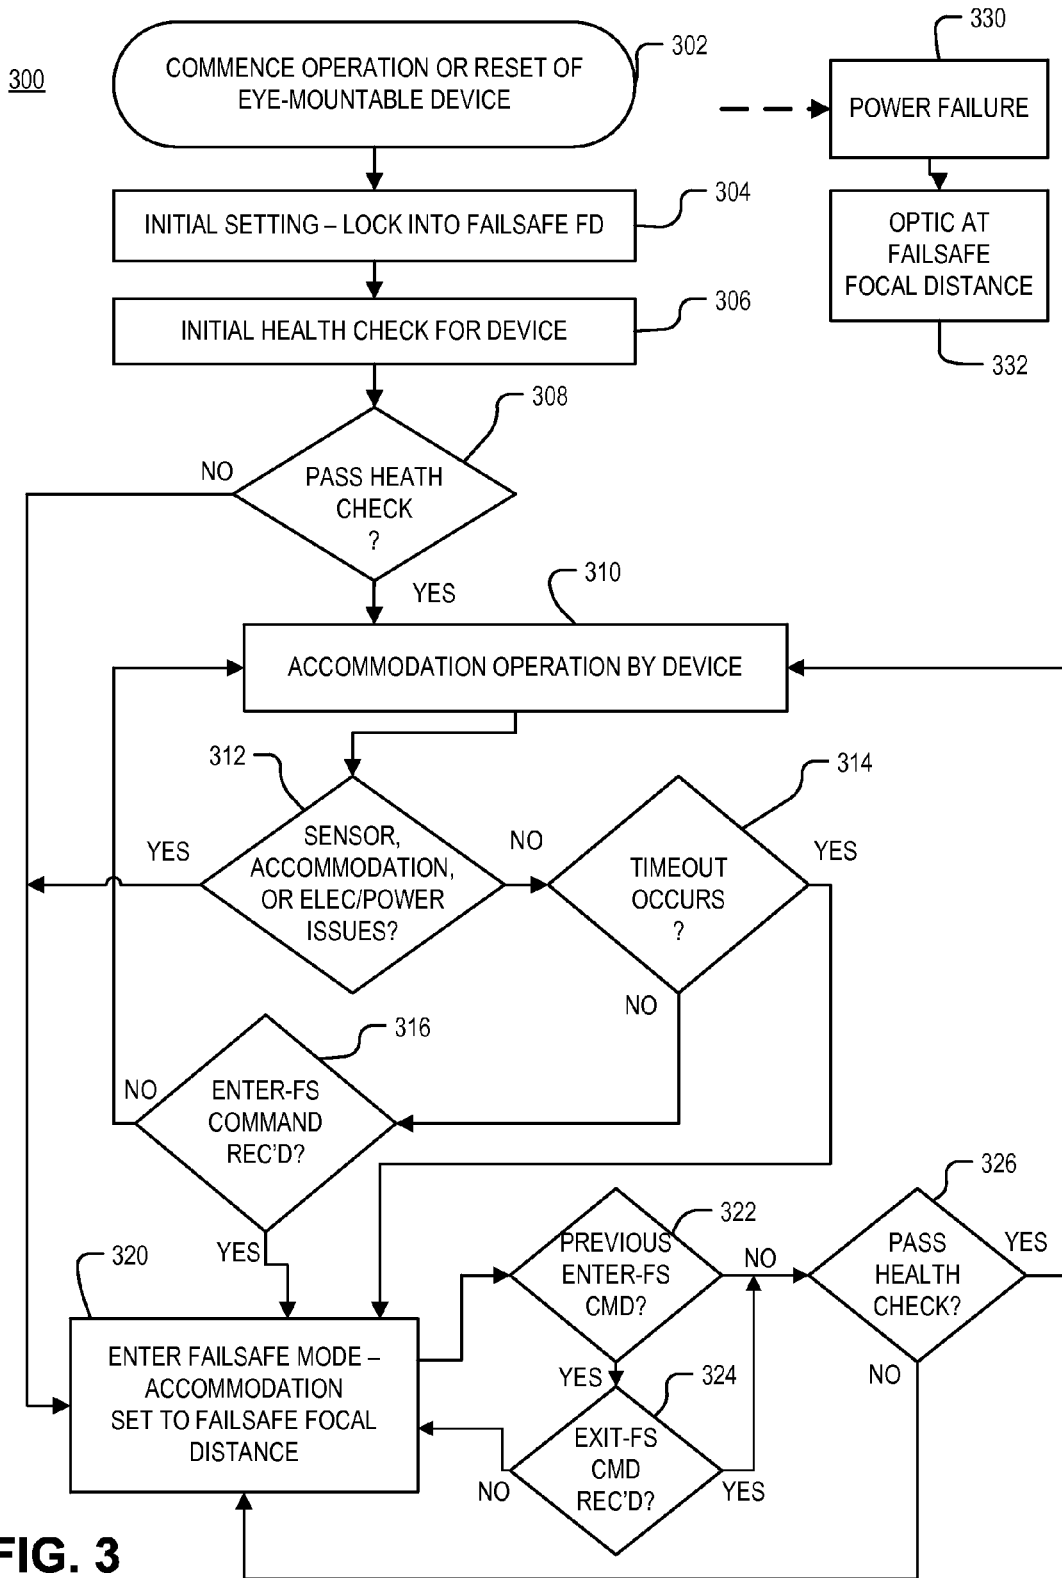 300
COMMENCE OPERATION OR RESET OF
EYE-MOUNTABLE DEVICE
302
330
POWER FAILURE
INITIAL SETTING – LOCK INTO FAILSAFE FD
304
OPTIC AT
FAILSAFE
FOCAL DISTANCE
332
INITIAL HEALTH CHECK FOR DEVICE
306
308
NO
PASS HEATH
CHECK
?
YES
310
ACCOMMODATION OPERATION BY DEVICE
312
YES
SENSOR,
ACCOMMODATION,
OR ELEC/POWER
ISSUES?
NO
314
TIMEOUT
OCCURS
?
YES
NO
316
NO
ENTER-FS
COMMAND
REC'D?
YES
320
ENTER FAILSAFE MODE –
ACCOMMODATION
SET TO FAILSAFE FOCAL
DISTANCE
322
PREVIOUS
ENTER-FS
CMD?
NO
YES
324
EXIT-FS
CMD
REC'D?
NO
YES
326
PASS
HEALTH
CHECK?
YES
NO
FIG. 3